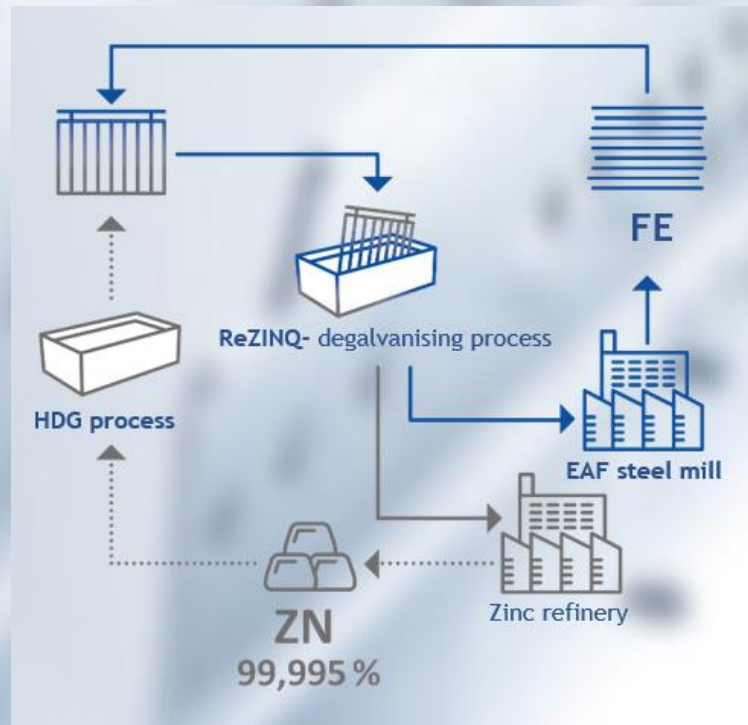 FE
ReZINQ- degalvanising process
HDG process
EAF steel mill
Zinc refinery
ZN
99,995 %